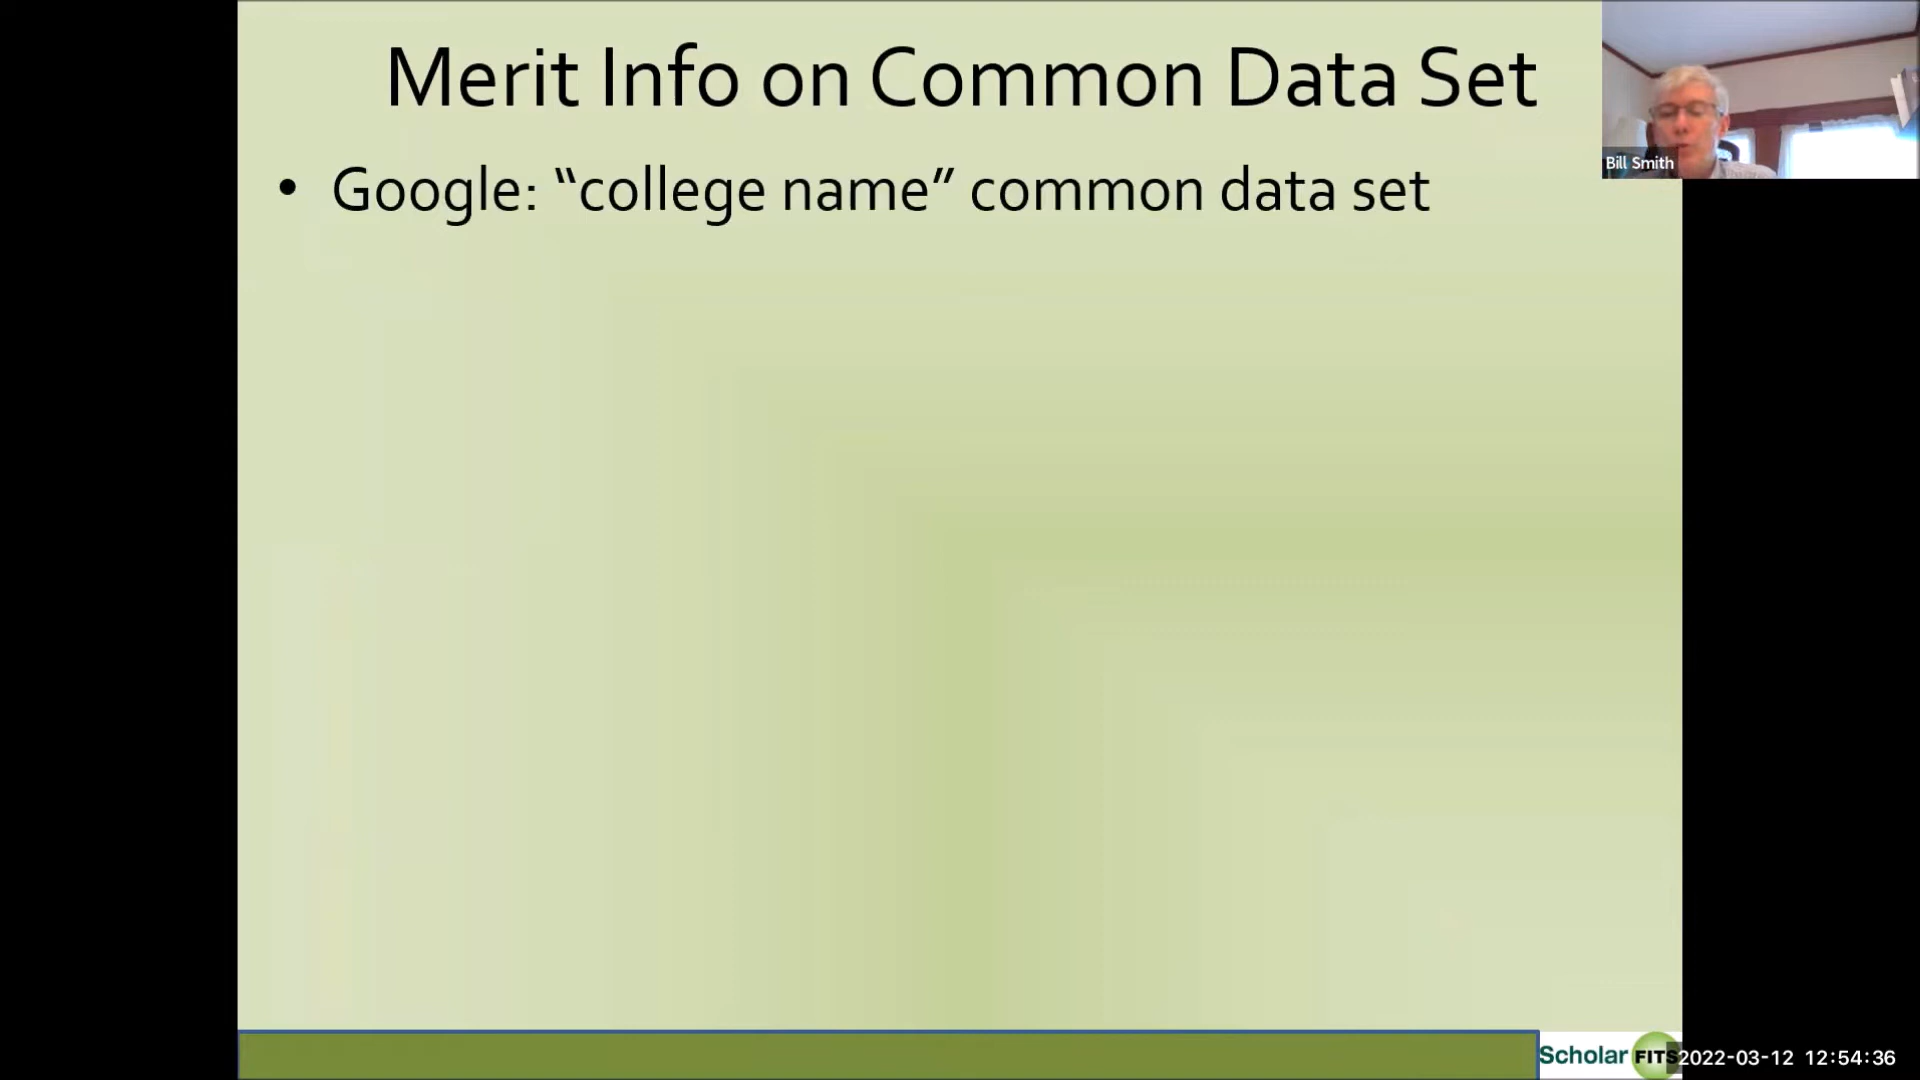 Merit Info on Common Data Set
Bill Smith
• Google: “college name” common data set
Scholar FITS
2022-03-12 12:54:36